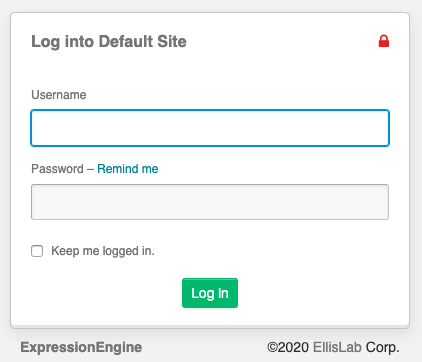 Log into Default Site
Username
Password – Remind me
Keep me logged in.
Log In
ExpressionEngine ©2020 EllisLab Corp.